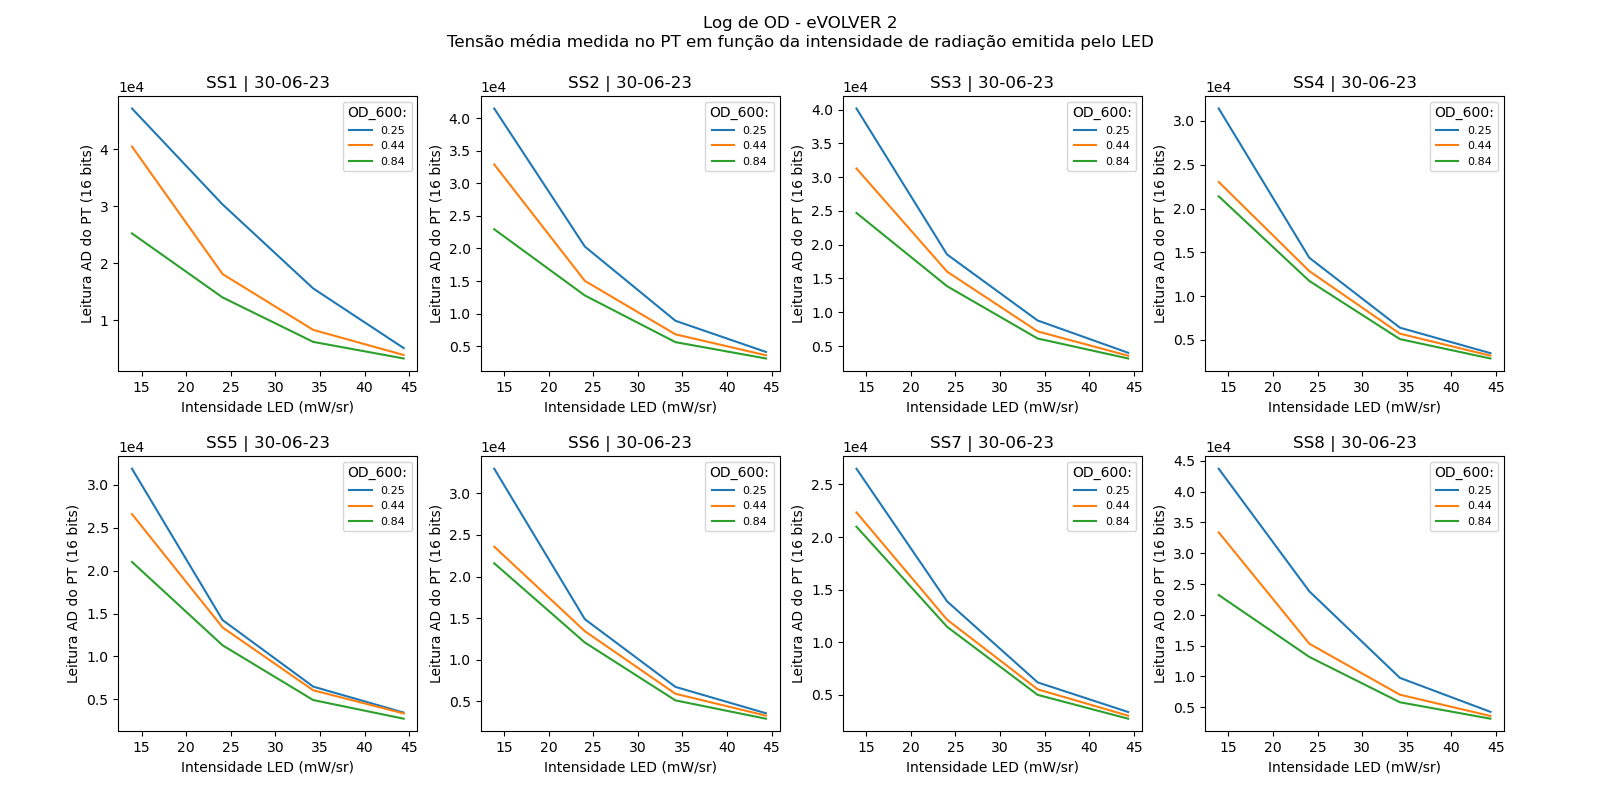 Log de OD - eVOLVER 2
Tensão média medida no PT em função da intensidade de radiação emitida pelo LED
SS1 | 30-06-23
1e4
Leitura AD do PT (16 bits)
4
3
2
1
OD_600:
0.25
0.44
0.84
15 20 25 30 35 40 45
Intensidade LED (mW/sr)
SS2 | 30-06-23
1e4
Leitura AD do PT (16 bits)
4.0
3.5
3.0
2.5
2.0
1.5
1.0
0.5
OD_600:
0.25
0.44
0.84
15 20 25 30 35 40 45
Intensidade LED (mW/sr)
SS3 | 30-06-23
1e4
Leitura AD do PT (16 bits)
4.0
3.5
3.0
2.5
2.0
1.5
1.0
0.5
OD_600:
0.25
0.44
0.84
15 20 25 30 35 40 45
Intensidade LED (mW/sr)
SS4 | 30-06-23
1e4
Leitura AD do PT (16 bits)
3.0
2.5
2.0
1.5
1.0
0.5
OD_600:
0.25
0.44
0.84
15 20 25 30 35 40 45
Intensidade LED (mW/sr)
SS5 | 30-06-23
1e4
Leitura AD do PT (16 bits)
3.0
2.5
2.0
1.5
1.0
0.5
OD_600:
0.25
0.44
0.84
15 20 25 30 35 40 45
Intensidade LED (mW/sr)
SS6 | 30-06-23
1e4
Leitura AD do PT (16 bits)
3.0
2.5
2.0
1.5
1.0
0.5
OD_600:
0.25
0.44
0.84
15 20 25 30 35 40 45
Intensidade LED (mW/sr)
SS7 | 30-06-23
1e4
Leitura AD do PT (16 bits)
2.5
2.0
1.5
1.0
0.5
OD_600:
0.25
0.44
0.84
15 20 25 30 35 40 45
Intensidade LED (mW/sr)
SS8 | 30-06-23
1e4
Leitura AD do PT (16 bits)
4.5
4.0
3.5
3.0
2.5
2.0
1.5
1.0
0.5
OD_600:
0.25
0.44
0.84
15 20 25 30 35 40 45
Intensidade LED (mW/sr)